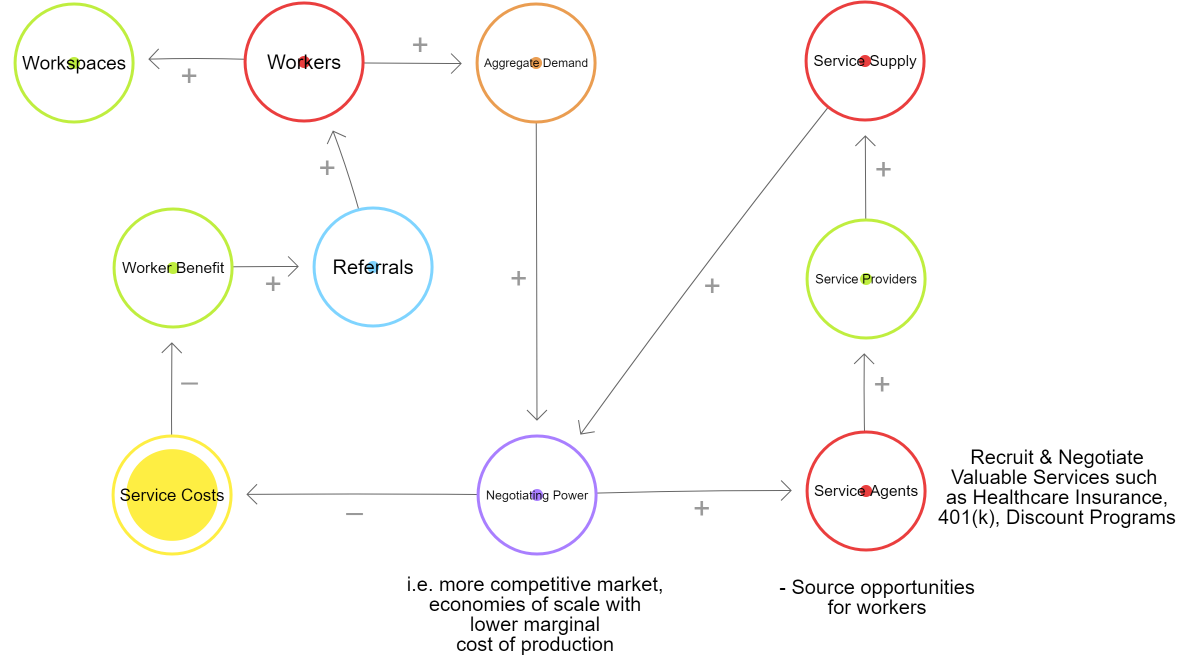 Workspaces
+
Workers
+
Aggregate Demand
Service Supply
+
+
Worker Benefit
+
Referrals
+
+
Service Providers
–
+
Service Costs
–
Negotiating Power
+
Service Agents
Recruit & Negotiate
Valuable Services such
as Healthcare Insurance,
401(k), Discount Programs
i.e. more competitive market,
economies of scale with
lower marginal
cost of production
- Source opportunities
for workers